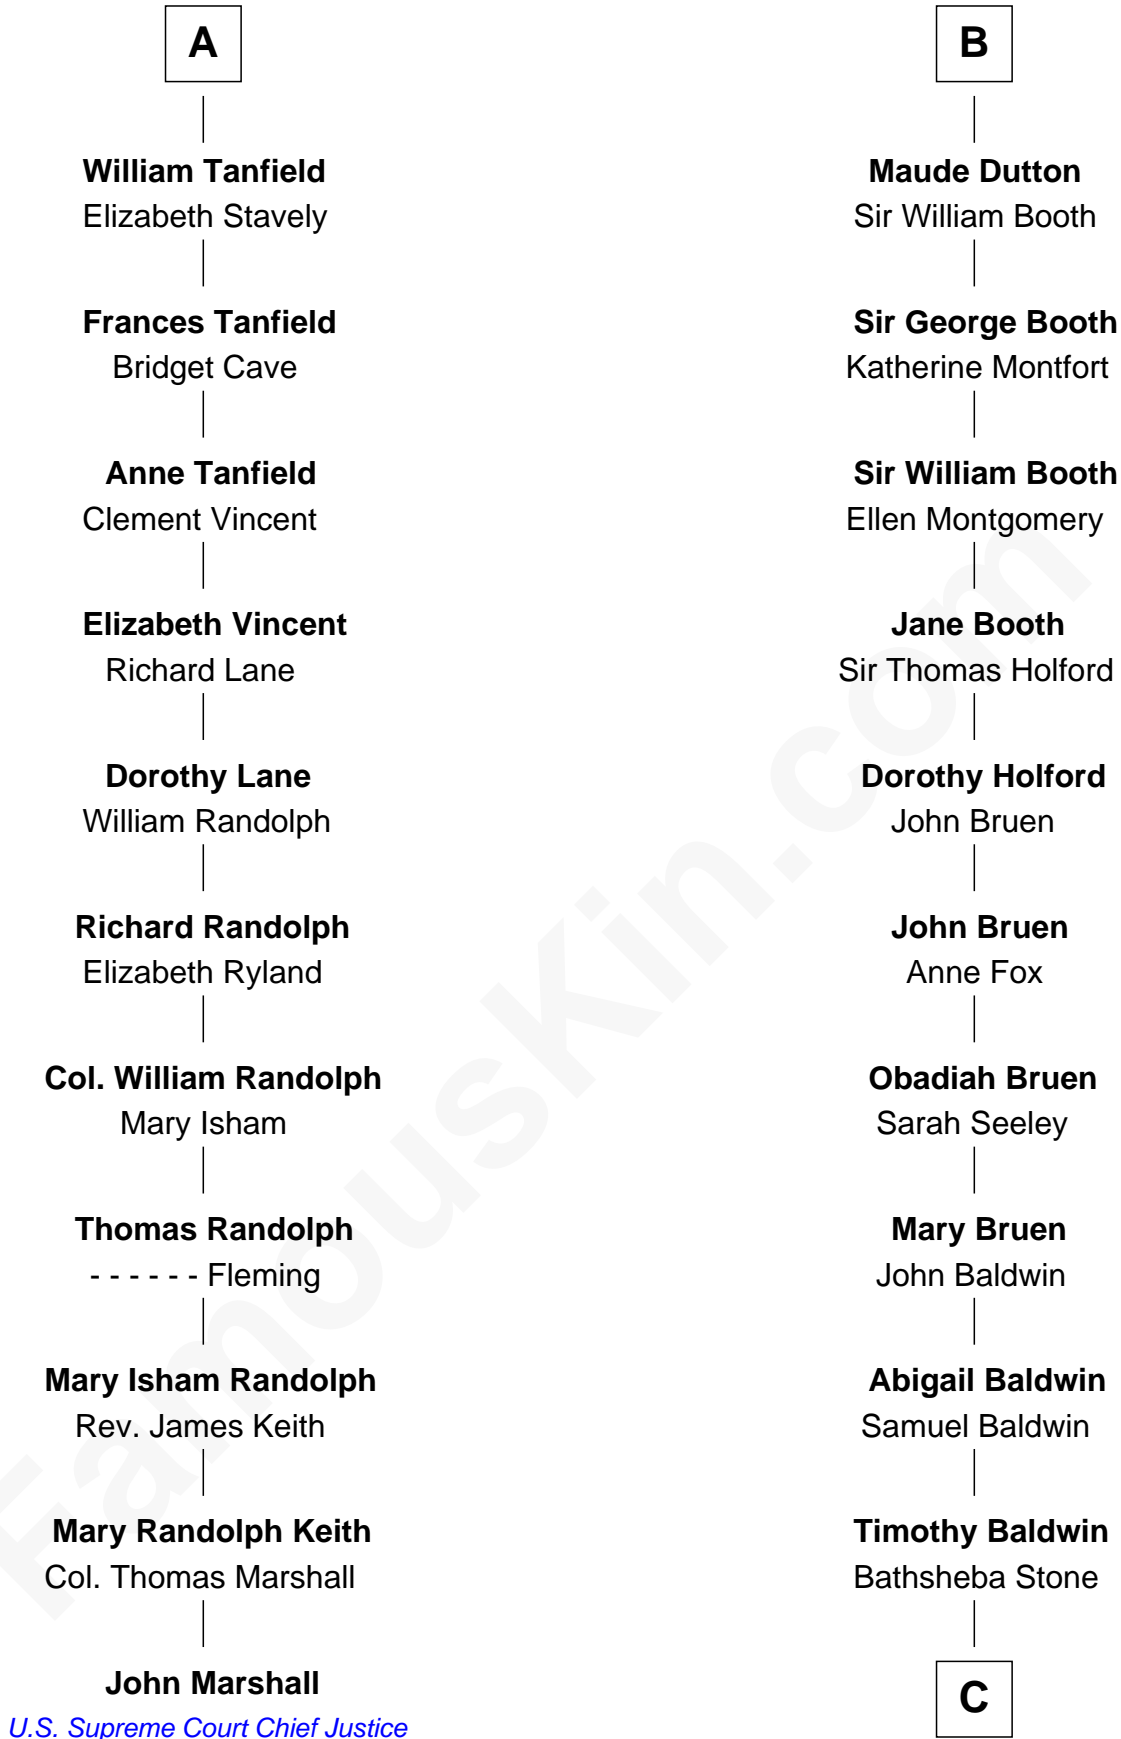 A
William Tanfield
Elizabeth Stavely
Frances Tanfield
Bridget Cave
Anne Tanfield
Clement Vincent
Elizabeth Vincent
Richard Lane
Dorothy Lane
William Randolph
Richard Randolph
Elizabeth Ryland
Col. William Randolph
Mary Isham
Thomas Randolph
- - - - - - Fleming
Mary Isham Randolph
Rev. James Keith
Mary Randolph Keith
Col. Thomas Marshall
John Marshall
U.S. Supreme Court Chief Justice
B
Maude Dutton
Sir William Booth
Sir George Booth
Katherine Montfort
Sir William Booth
Ellen Montgomery
Jane Booth
Sir Thomas Holford
Dorothy Holford
John Bruen
John Bruen
Anne Fox
Obadiah Bruen
Sarah Seeley
Mary Bruen
John Baldwin
Abigail Baldwin
Samuel Baldwin
Timothy Baldwin
Bathsheba Stone
C
FamousKin.com